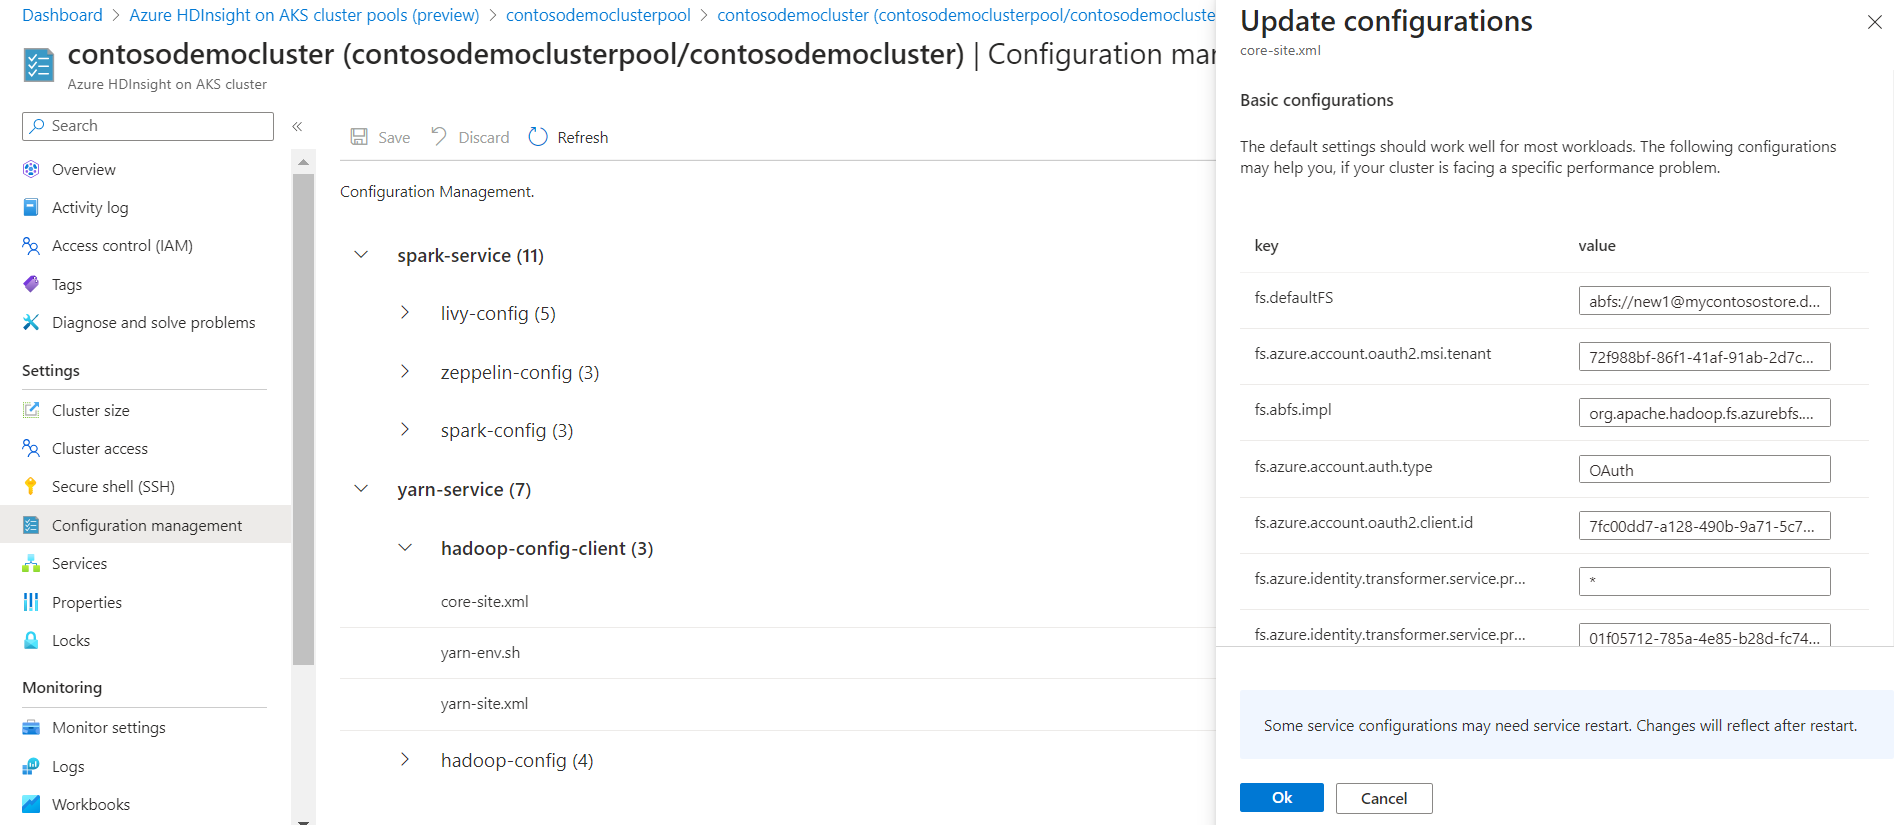 Dashboard > Azure HDInsight on AKS cluster pools (preview) > contosodemoclusterpool > contosodemocluster (contosodemoclusterpool/contosodemocluste
contosodemocluster (contosodemoclusterpool/contosodemocluster) | Configuration mar
Azure HDInsight on AKS cluster
Search
Overview
Activity log
Access control (IAM)
Tags
Diagnose and solve problems
Settings
Cluster size
Cluster access
Secure shell (SSH)
Configuration management
Services
Properties
Locks
Monitoring
Monitor settings
Logs
Workbooks
Save Discard Refresh
Configuration Management.
spark-service (11)
livy-config (5)
zeppelin-config (3)
spark-config (3)
yarn-service (7)
hadoop-config-client (3)
core-site.xml
yarn-env.sh
yarn-site.xml
hadoop-config (4)
Update configurations
core-site.xml
Basic configurations
The default settings should work well for most workloads. The following configurations
may help you, if your cluster is facing a specific performance problem.
key value
fs.defaultFS abfs://new1@mycontosostore.d...
fs.azure.account.oauth2.msi.tenant 72f988bf-86f1-41af-91ab-2d7c...
fs.abfs.impl org.apache.hadoop.fs.azurebfs....
fs.azure.account.auth.type OAuth
fs.azure.account.oauth2.client.id 7fc00dd7-a128-490b-9a71-5c7...
fs.azure.identity.transformer.service.pr... *
fs.azure.identity.transformer.service.pr... 01f05712-785a-4e85-b28d-fc74...
Some service configurations may need service restart. Changes will reflect after restart.
Ok Cancel